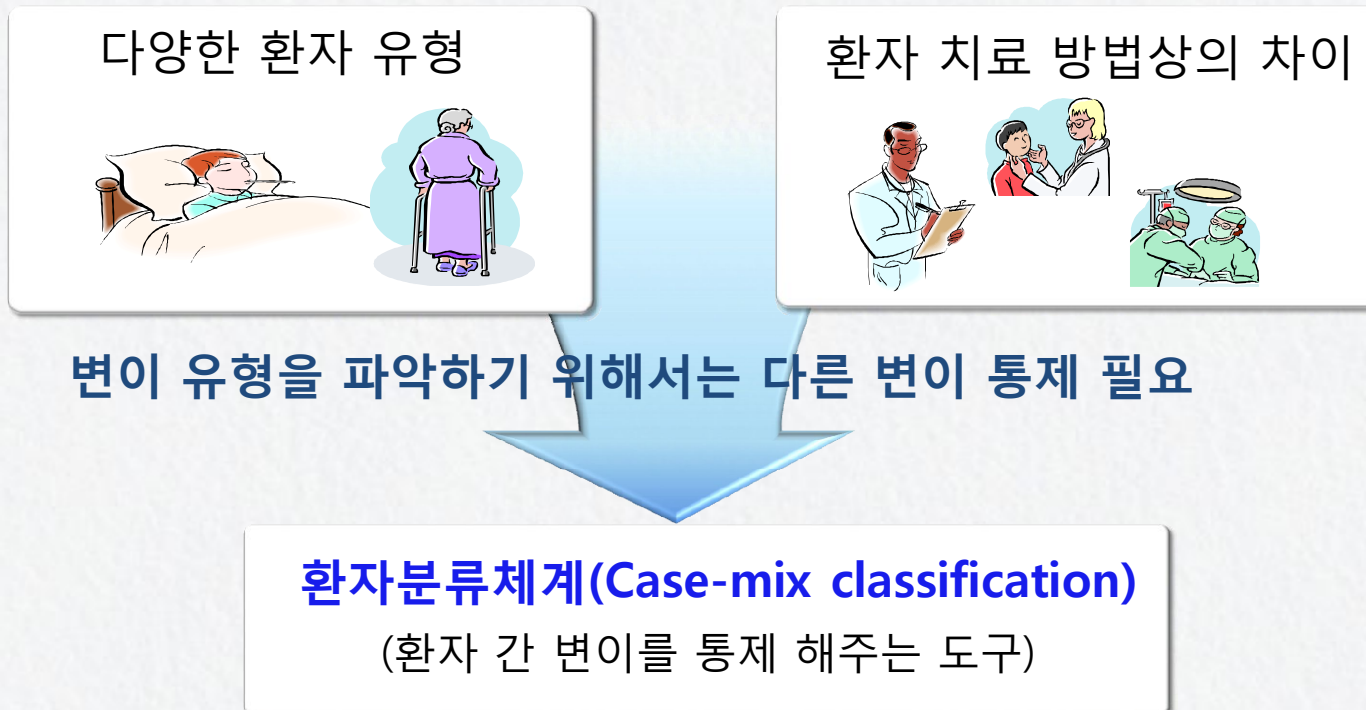 다양한 환자 유형
환자 치료 방법상의 차이
변이 유형을 파악하기 위해서는 다른 변이 통제 필요
환자분류체계(Case-mix classification)
(환자 간 변이를 통제 해주는 도구)